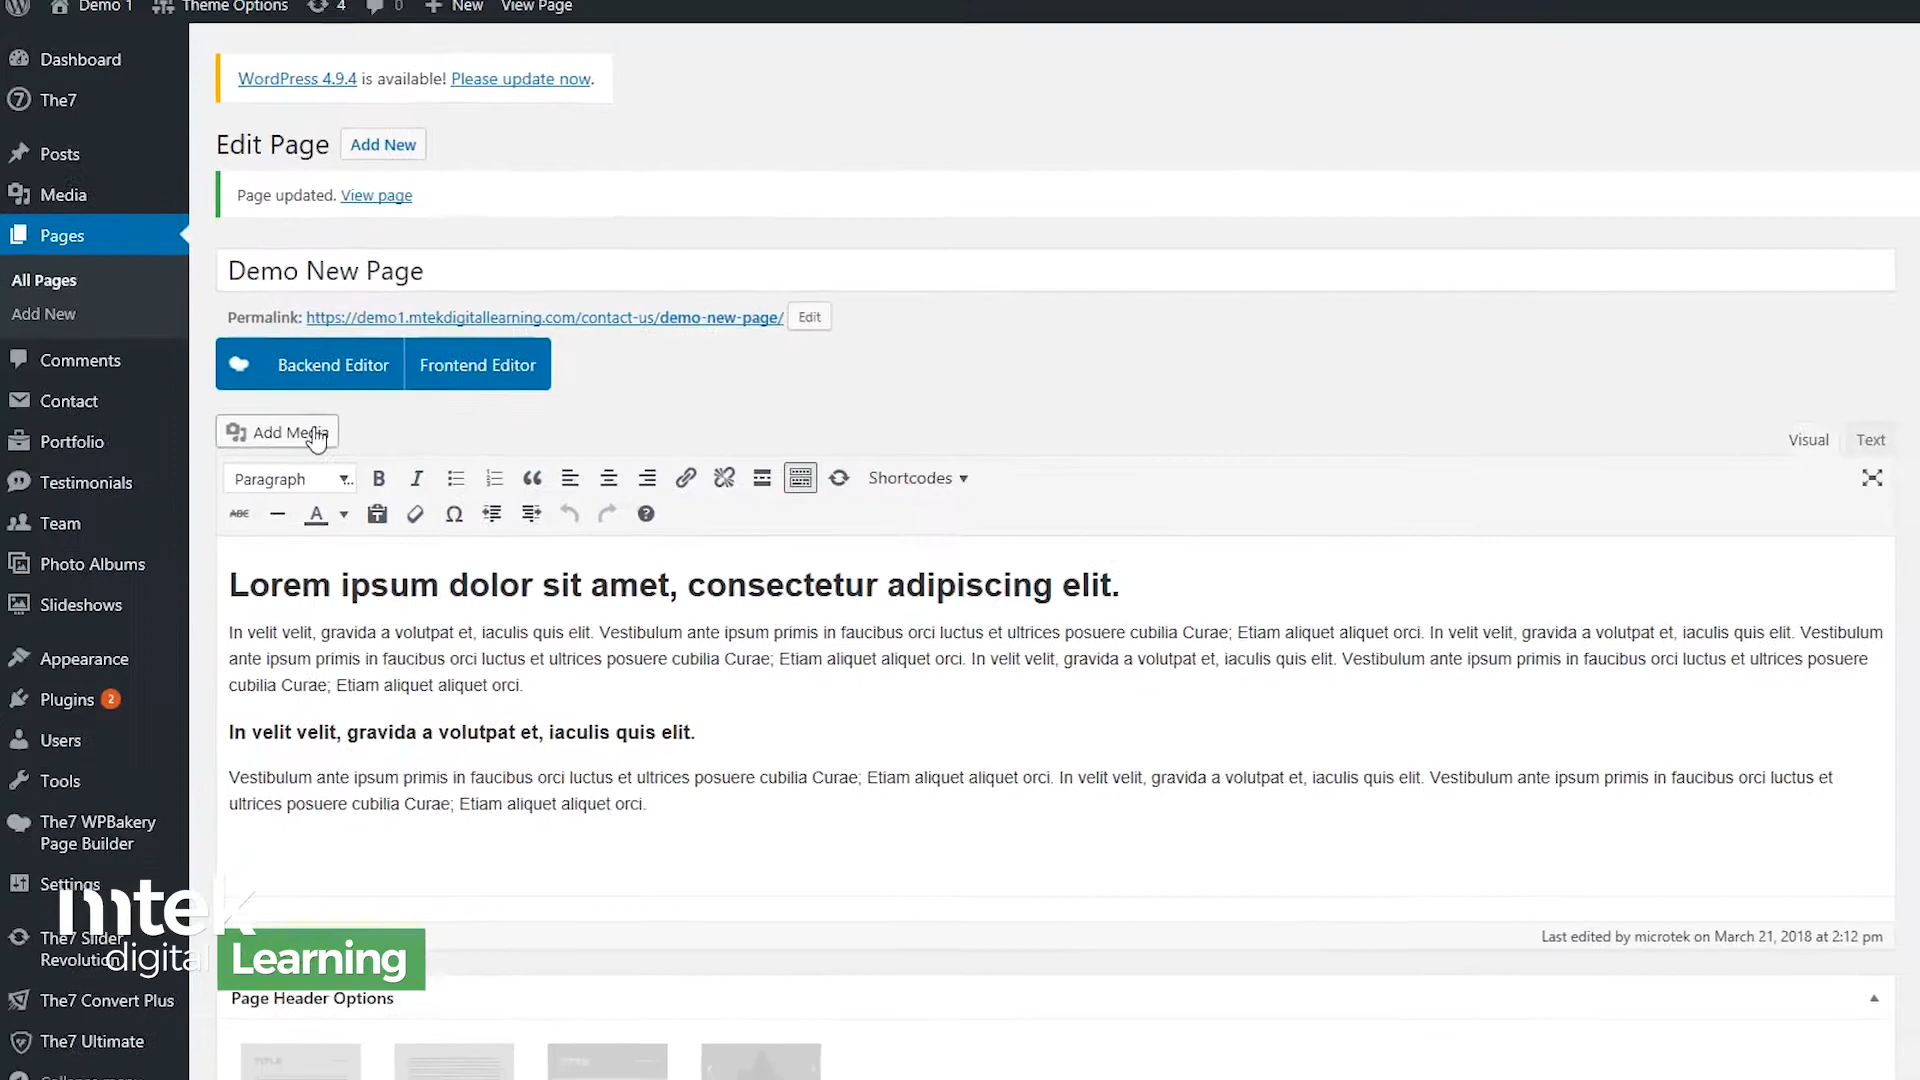 Demo 1 Theme Options 4 0 New View Page
Dashboard
The7
Posts
Media
Pages
All Pages
Add New
Comments
Contact
Portfolio
Testimonials
Team
Photo Albums
Slideshows
Appearance
Plugins 2
Users
Tools
The7 WPBakery
Page Builder
Settings
The7 Slider
Revolution
The7 Convert Plus
The7 Ultimate
WordPress 4.9.4 is available! Please update now.
Edit Page Add New
Page updated. View page
Demo New Page
Permalink: https://demo1.mtekdigitallearning.com/contact-us/demo-new-page/ Edit
Backend Editor Frontend Editor
Add Media
Visual Text
Paragraph B I Shortcodes
ABC A Ω
Lorem ipsum dolor sit amet, consectetur adipiscing elit.
In velit velit, gravida a volutpat et, iaculis quis elit. Vestibulum ante ipsum primis in faucibus orci luctus et ultrices posuere cubilia Curae; Etiam aliquet aliquet orci. In velit velit, gravida a volutpat et, iaculis quis elit. Vestibulum
ante ipsum primis in faucibus orci luctus et ultrices posuere cubilia Curae; Etiam aliquet aliquet orci. In velit velit, gravida a volutpat et, iaculis quis elit. Vestibulum ante ipsum primis in faucibus orci luctus et ultrices posuere
cubilia Curae; Etiam aliquet aliquet orci.
In velit velit, gravida a volutpat et, iaculis quis elit.
Vestibulum ante ipsum primis in faucibus orci luctus et ultrices posuere cubilia Curae; Etiam aliquet aliquet orci. In velit velit, gravida a volutpat et, iaculis quis elit. Vestibulum ante ipsum primis in faucibus orci luctus et
ultrices posuere cubilia Curae; Etiam aliquet aliquet orci.
Last edited by microtek on March 21, 2018 at 2:12 pm
mtek
digital Learning
Page Header Options
TITLE